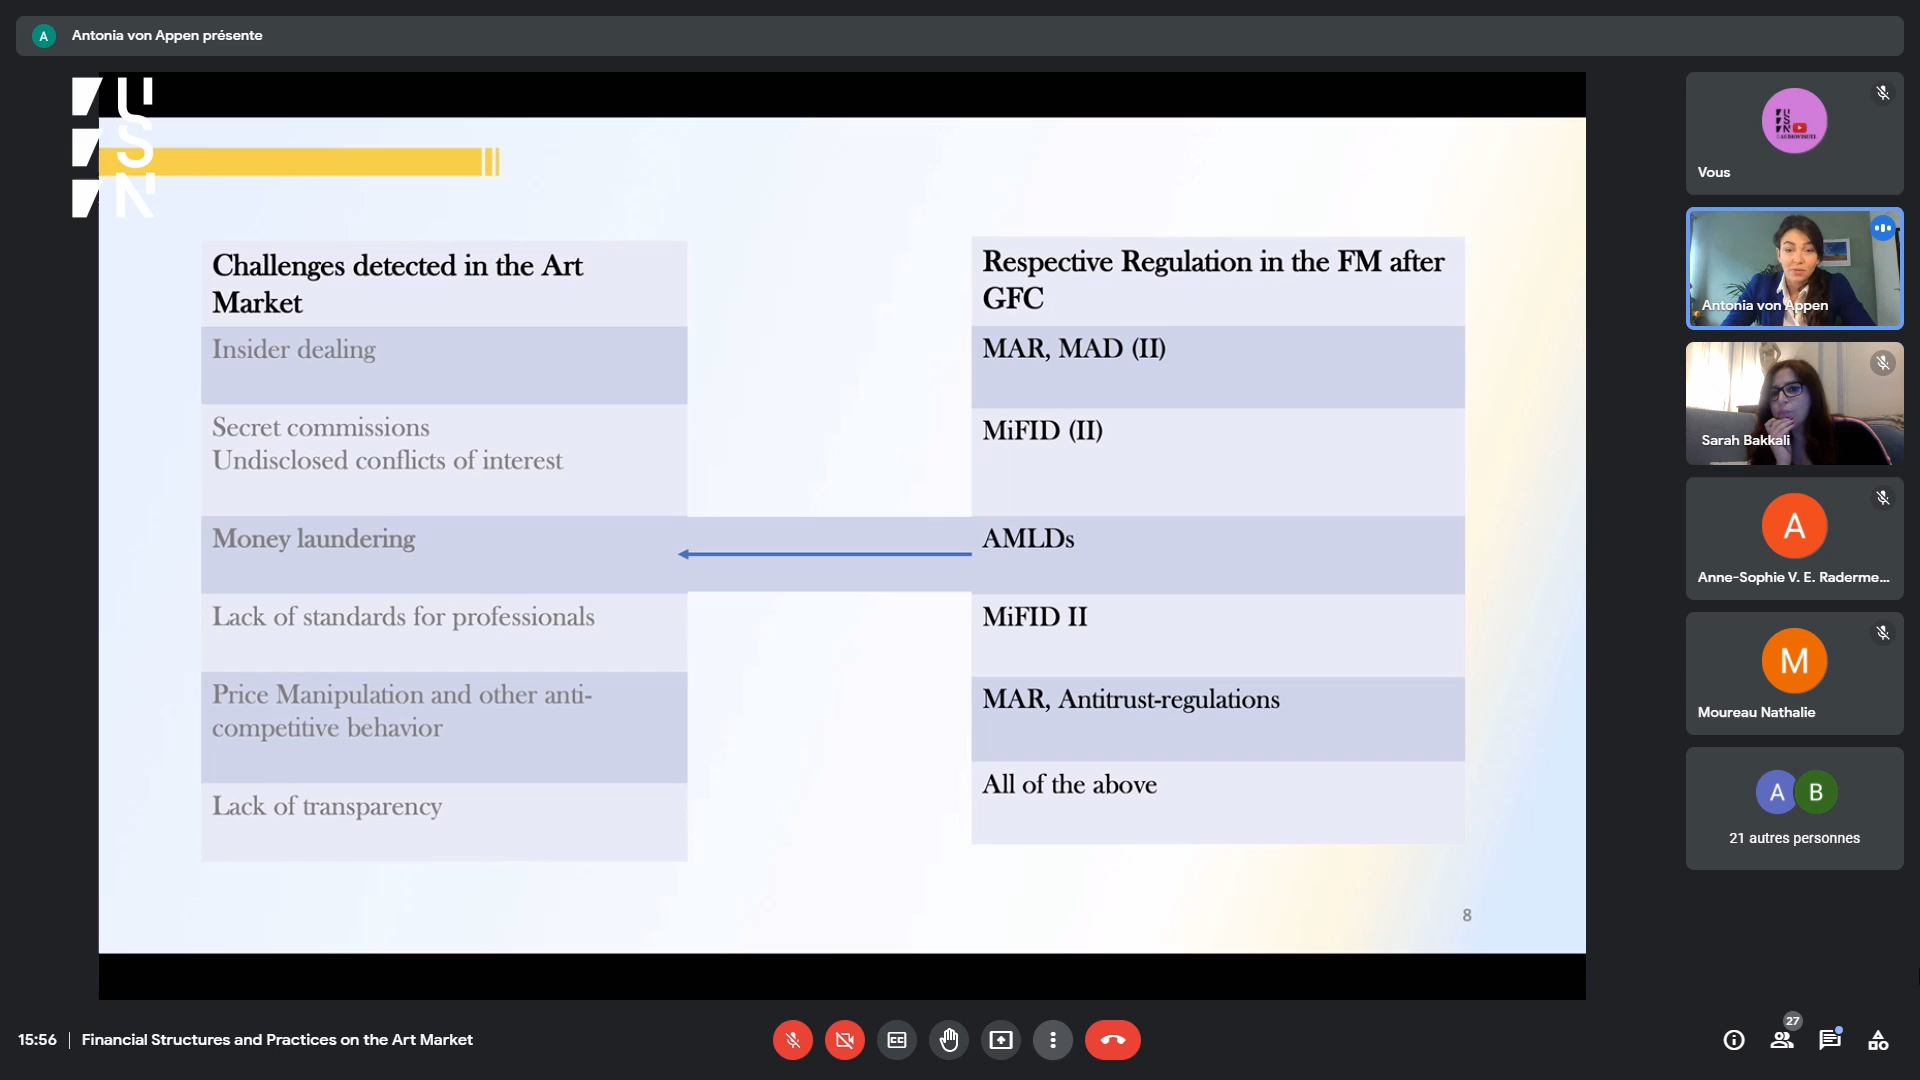 A
Antonia von Appen présente
USN
Challenges detected in the Art
Market
Insider dealing
Secret commissions
Undisclosed conflicts of interest
Money laundering
Lack of standards for professionals
Price Manipulation and other anti-
competitive behavior
Lack of transparency
Respective Regulation in the FM after
GFC
MAR, MAD (II)
MiFID (II)
AMLDs
MiFID II
MAR, Antitrust-regulations
All of the above
8
USN
AUDIOVISUEL
Vous
Antonia von Appen
Sarah Bakkali
A
Anne-Sophie V. E. Raderme...
M
Moureau Nathalie
A B
21 autres personnes
15:56 | Financial Structures and Practices on the Art Market
CC
27